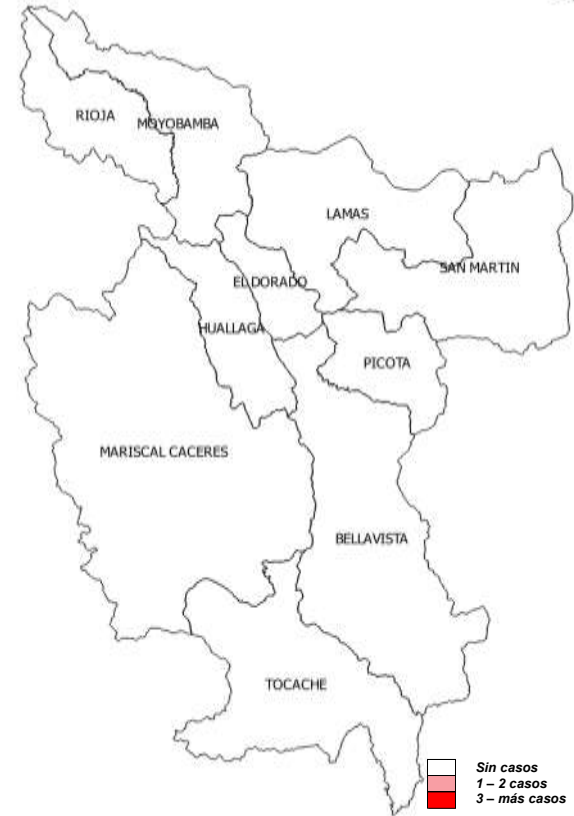 RIOJA
MOYOBAMBA
LAMAS
SAN MARTIN
EL DORADO
HUALLAGA
PICOTA
MARISCAL CACERES
BELLAVISTA
TOCACHE
Sin casos
1 – 2 casos
3 – más casos